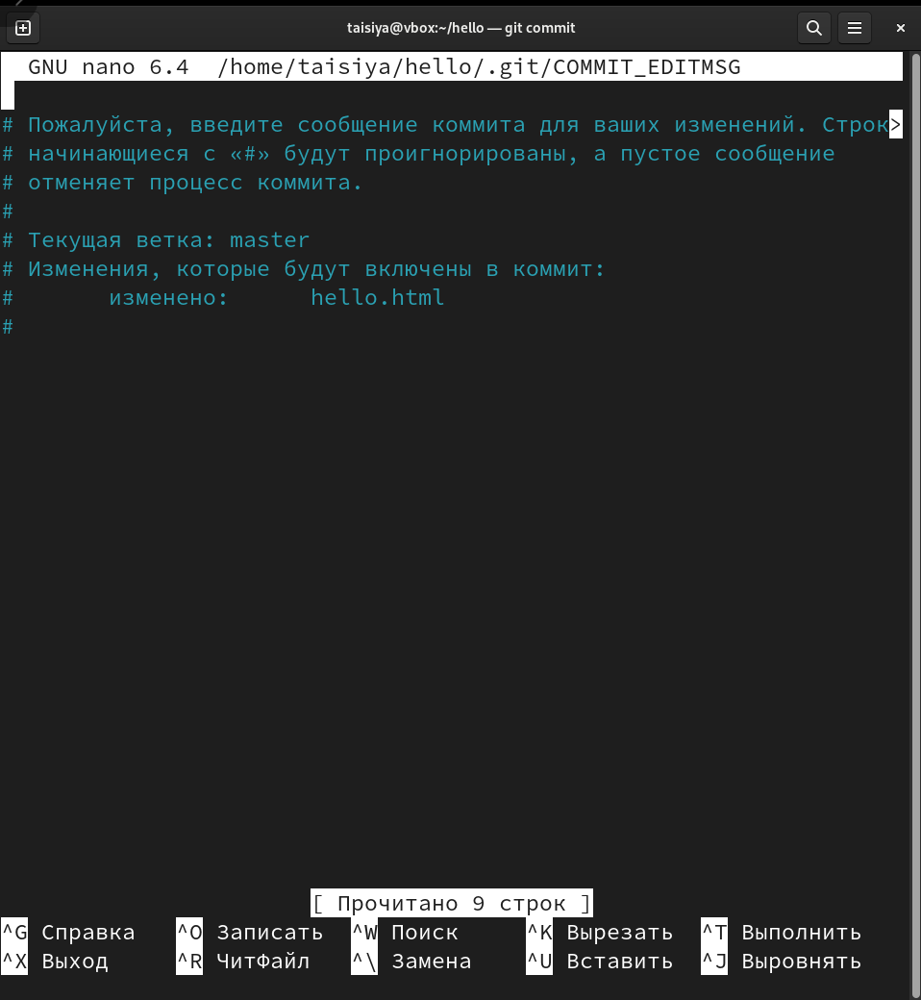 taisiya@vbox:~/hello — git commit
GNU nano 6.4 /home/taisiya/hello/.git/COMMIT_EDITMSG
# Пожалуйста, введите сообщение коммита для ваших изменений. Строк>
# начинающиеся с «#» будут проигнорированы, а пустое сообщение
# отменяет процесс коммита.
#
# Текущая ветка: master
# Изменения, которые будут включены в коммит:
#       изменено:      hello.html
#
[ Прочитано 9 строк ]
^G Справка ^O Записать ^W Поиск ^K Вырезать ^T Выполнить
^X Выход ^R ЧитФайл ^\ Замена ^U Вставить ^J Выровнять